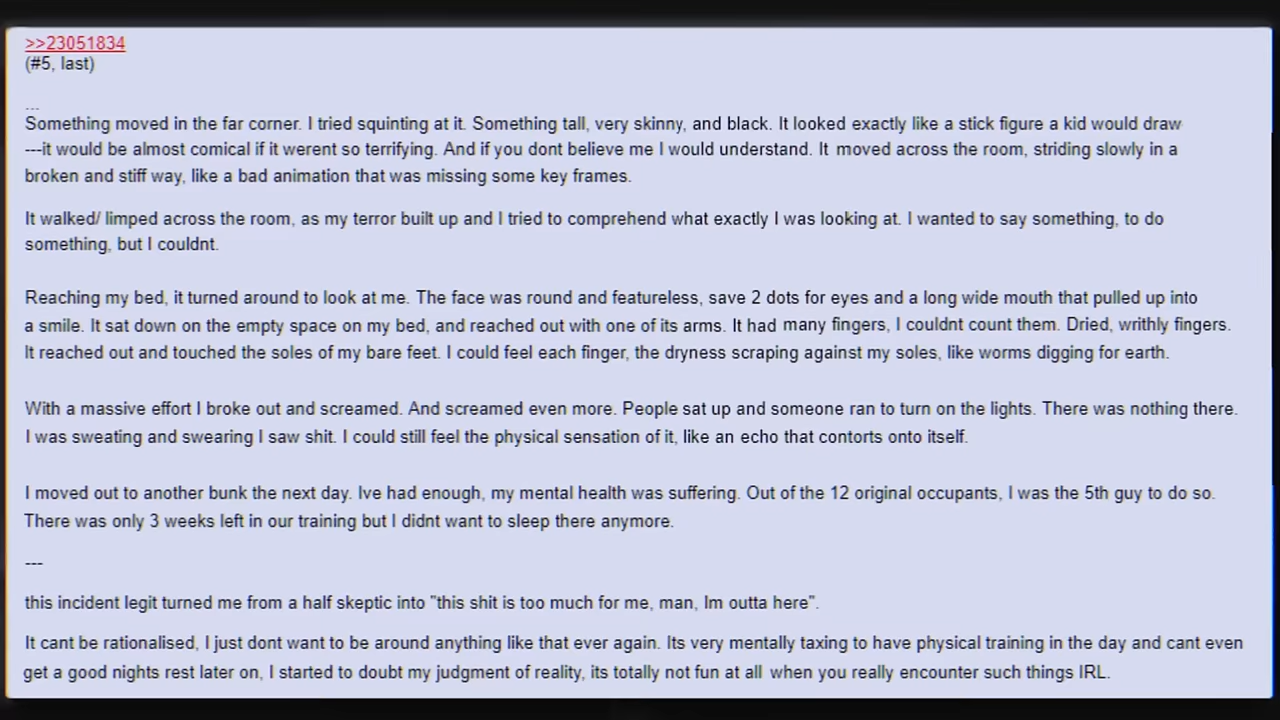 >>23051834
(#5, last)
...
Something moved in the far corner. I tried squinting at it. Something tall, very skinny, and black. It looked exactly like a stick figure a kid would draw
---it would be almost comical if it werent so terrifying. And if you dont believe me I would understand. It moved across the room, striding slowly in a
broken and stiff way, like a bad animation that was missing some key frames.
It walked/ limped across the room, as my terror built up and I tried to comprehend what exactly I was looking at. I wanted to say something, to do
something, but I couldnt.
Reaching my bed, it turned around to look at me. The face was round and featureless, save 2 dots for eyes and a long wide mouth that pulled up into
a smile. It sat down on the empty space on my bed, and reached out with one of its arms. It had many fingers, I couldnt count them. Dried, writhly fingers.
It reached out and touched the soles of my bare feet. I could feel each finger, the dryness scraping against my soles, like worms digging for earth.
With a massive effort I broke out and screamed. And screamed even more. People sat up and someone ran to turn on the lights. There was nothing there.
I was sweating and swearing I saw shit. I could still feel the physical sensation of it, like an echo that contorts onto itself.
I moved out to another bunk the next day. Ive had enough, my mental health was suffering. Out of the 12 original occupants, I was the 5th guy to do so.
There was only 3 weeks left in our training but I didnt want to sleep there anymore.
---
this incident legit turned me from a half skeptic into "this shit is too much for me, man, Im outta here".
It cant be rationalised, I just dont want to be around anything like that ever again. Its very mentally taxing to have physical training in the day and cant even
get a good nights rest later on, I started to doubt my judgment of reality, its totally not fun at all when you really encounter such things IRL.